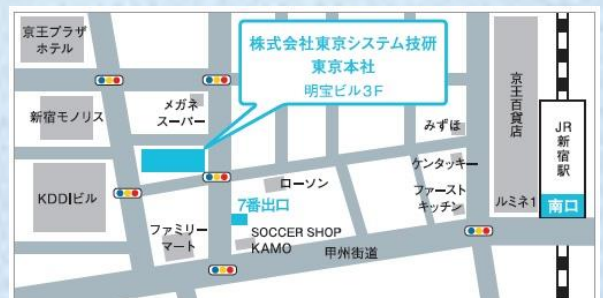 京王プラザ
ホテル
株式会社東京システム技研
東京本社
明宝ビル3F
新宿モノリス
メガネ
スーパー
みずほ
京王百貨店
JR新宿駅
KDDIビル
ケンタッキー
ローソン
7番出口
ファースト
キッチン
ルミネ1
南口
ファミリー
マート
SOCCER SHOP
KAMO
甲州街道